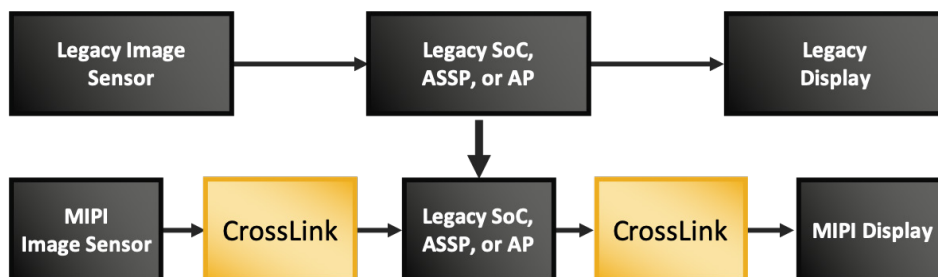 Legacy Image
Sensor
Legacy SoC,
ASSP, or AP
Legacy
Display
MIPI
Image Sensor
CrossLink
Legacy SoC,
ASSP, or AP
CrossLink
MIPI Display